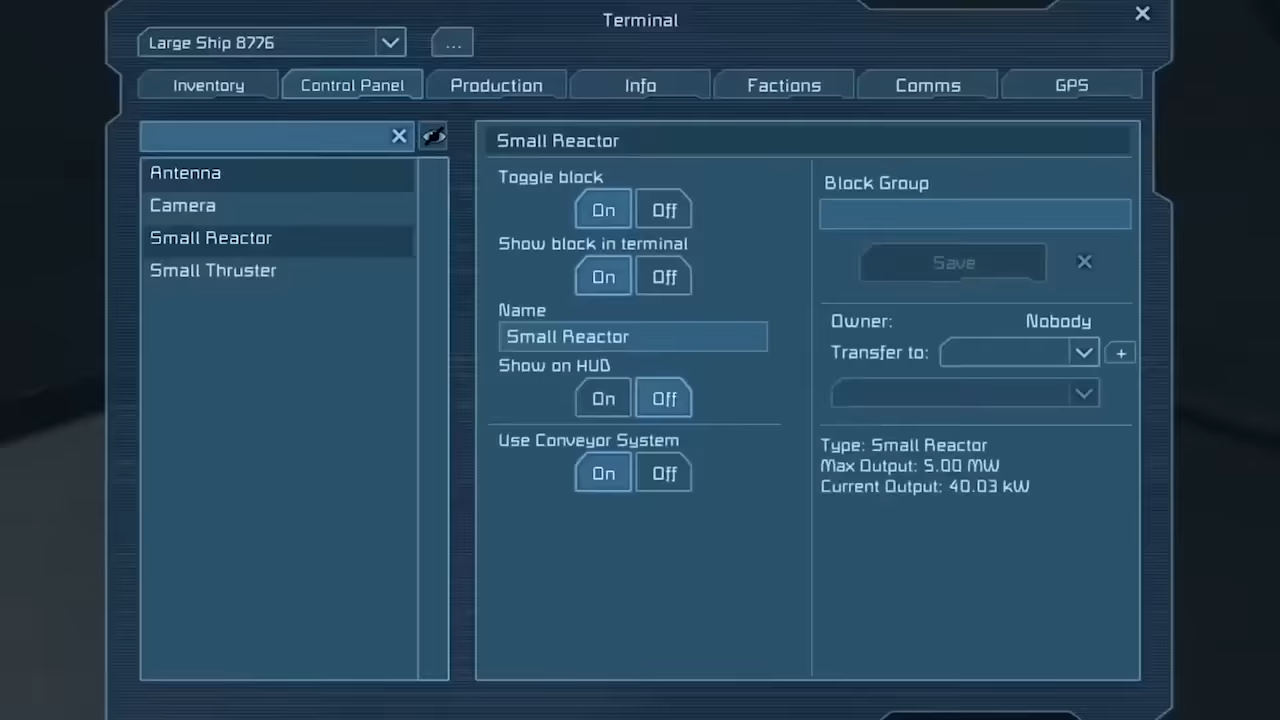 Terminal
Large Ship 8776
...
Inventory
Control Panel
Production
Info
Factions
Comms
GPS
Antenna
Camera
Small Reactor
Small Thruster
Small Reactor
Toggle block
On Off
Show block in terminal
On Off
Name
Small Reactor
Show on HUD
On Off
Use Conveyor System
On Off
Block Group
Save
Owner: Nobody
Transfer to:
+
Type: Small Reactor
Max Output: 5.00 MW
Current Output: 40.03 kW